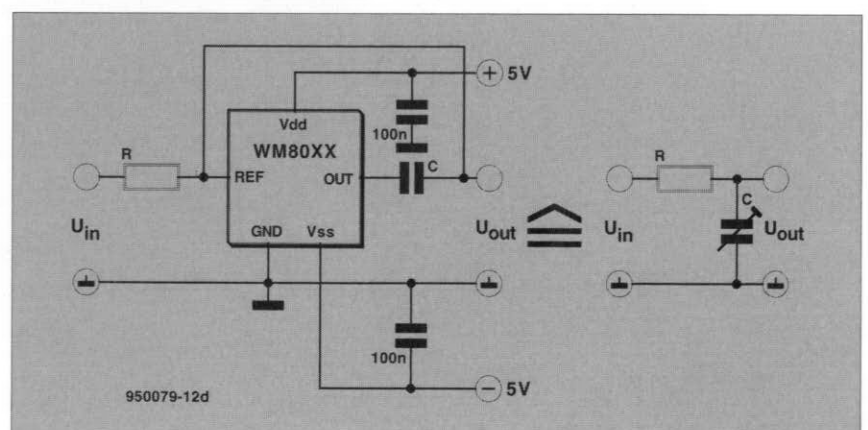 5V
Vdd
100n
R
WM80XX
C
R
REF
OUT
C
Uin
GND
Vss
Uout
Uin
Uout
100n
5V
950079-12d